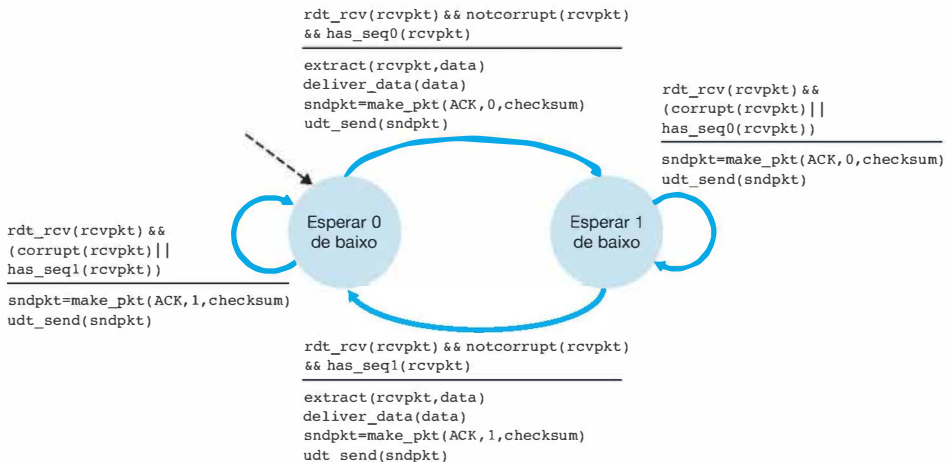 rdt_rcv(rcvpkt) && notcorrupt(rcvpkt)
&& has_seq0(rcvpkt)
extract(rcvpkt,data)
deliver_data(data)
sndpkt=make_pkt(ACK,0,checksum)
udt_send(sndpkt)
rdt_rcv(rcvpkt) &&
(corrupt(rcvpkt)||
has_seq0(rcvpkt))
sndpkt=make_pkt(ACK,0,checksum)
udt_send(sndpkt)
Esperar 0
de baixo
Esperar 1
de baixo
rdt_rcv(rcvpkt) &&
(corrupt(rcvpkt)||
has_seq1(rcvpkt))
sndpkt=make_pkt(ACK,1,checksum)
udt_send(sndpkt)
rdt_rcv(rcvpkt) && notcorrupt(rcvpkt)
&& has_seq1(rcvpkt)
extract(rcvpkt,data)
deliver_data(data)
sndpkt=make_pkt(ACK,1,checksum)
udt send(sndpkt)